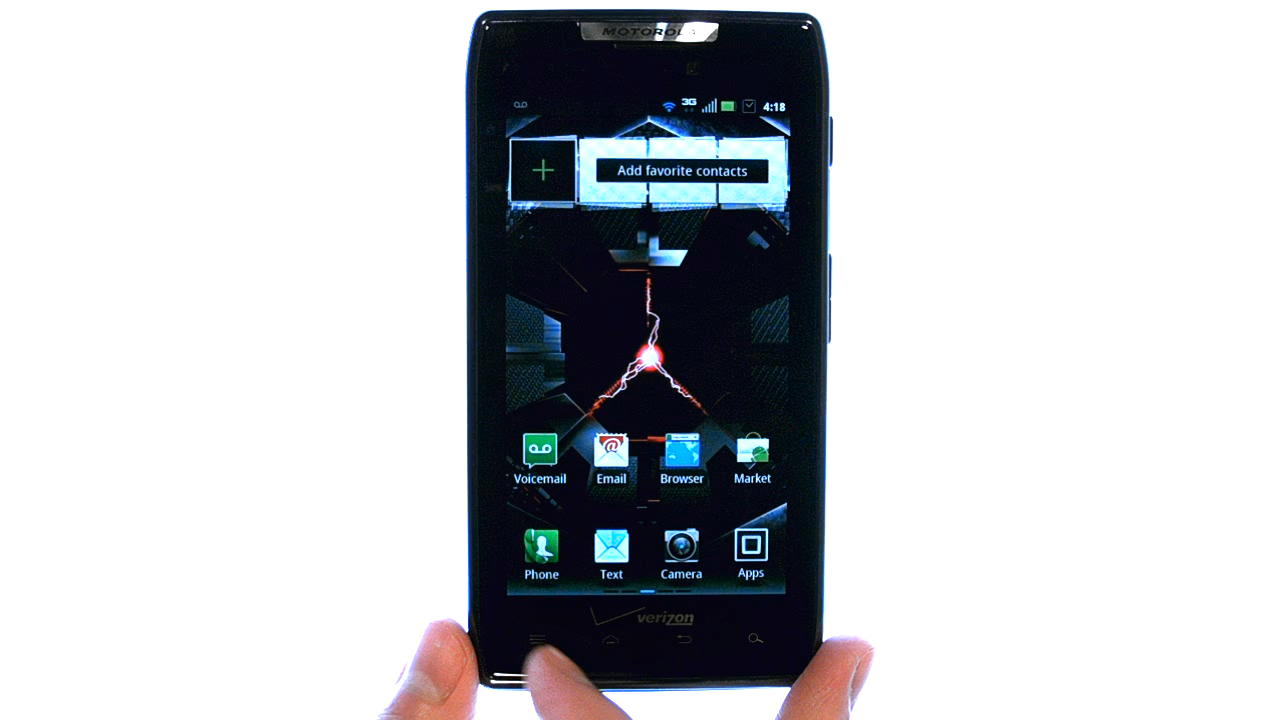 MOTOROLA
3G 4:18
Add favorite contacts
Voicemail Email Browser Market
Phone Text Camera Apps
verizon